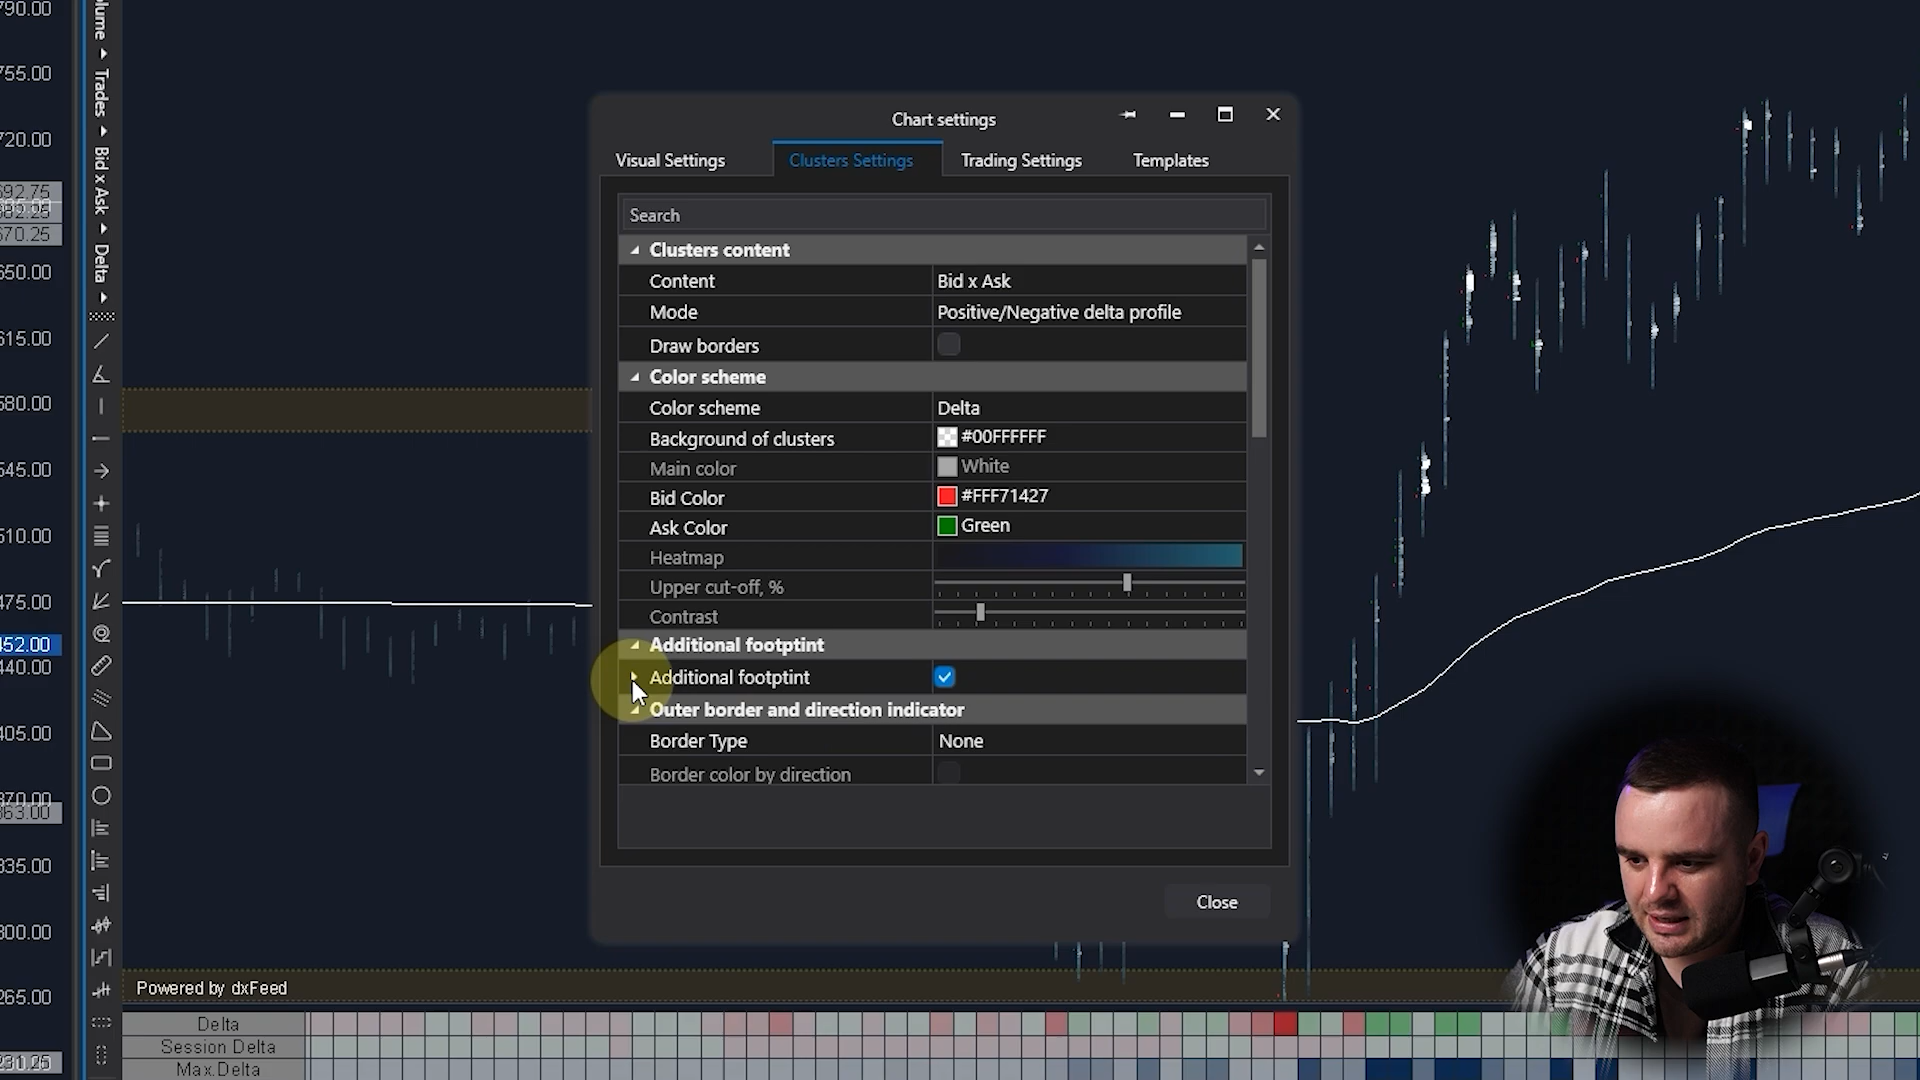 Chart settings
Visual Settings
Clusters Settings
Trading Settings
Templates
Search
Clusters content
Content Bid x Ask
Mode Positive/Negative delta profile
Draw borders
Color scheme
Color scheme Delta
Background of clusters #00FFFFFF
Main color White
Bid Color #FFF71427
Ask Color Green
Heatmap
Upper cut-off, %
Contrast
Additional footptint
Additional footptint
Outer border and direction indicator
Border Type None
Border color by direction
Close
Trades
Bid x Ask
Delta
755.00
720.00
692.75
670.25
650.00
615.00
580.00
545.00
510.00
475.00
452.00
440.00
405.00
363.00
335.00
300.00
265.00
Powered by dxFeed
Delta
Session Delta
Max.Delta